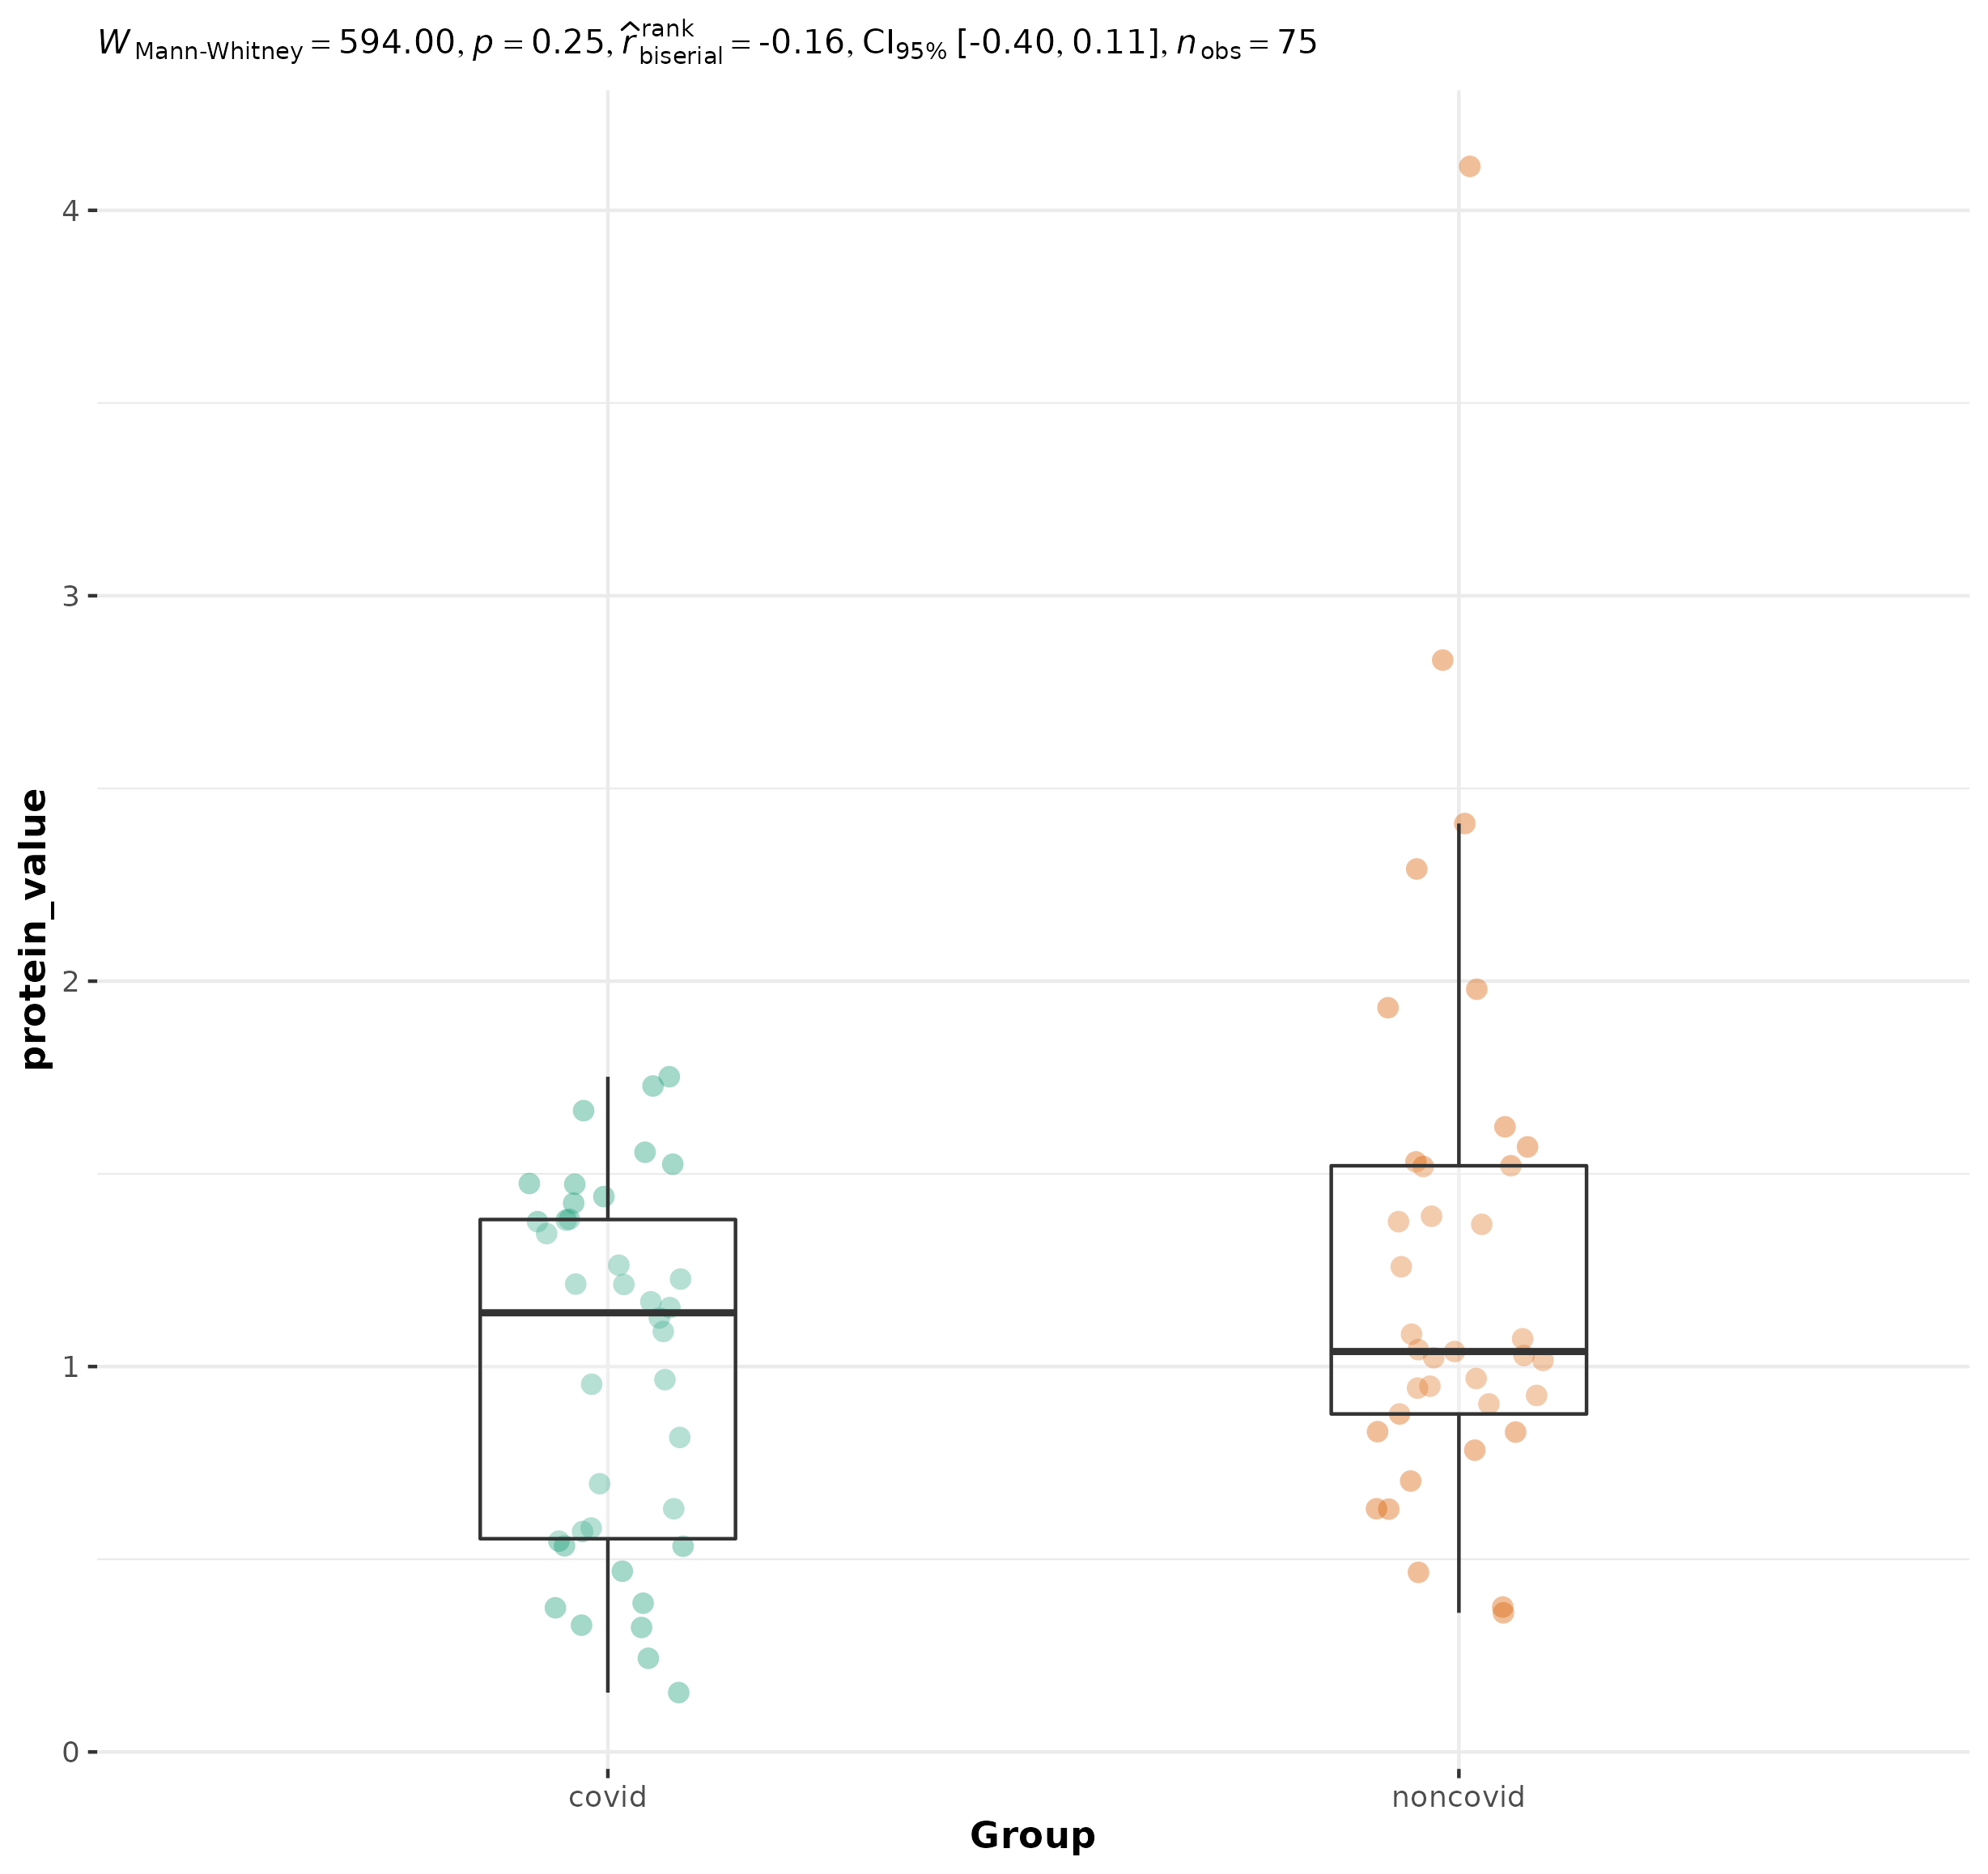 W Mann-Whitney = 594.00, p = 0.25, r̂ rank biserial = -0.16, CI95% [-0.40, 0.11], n obs = 75
protein_value
4
3
2
1
0
covid noncovid
Group